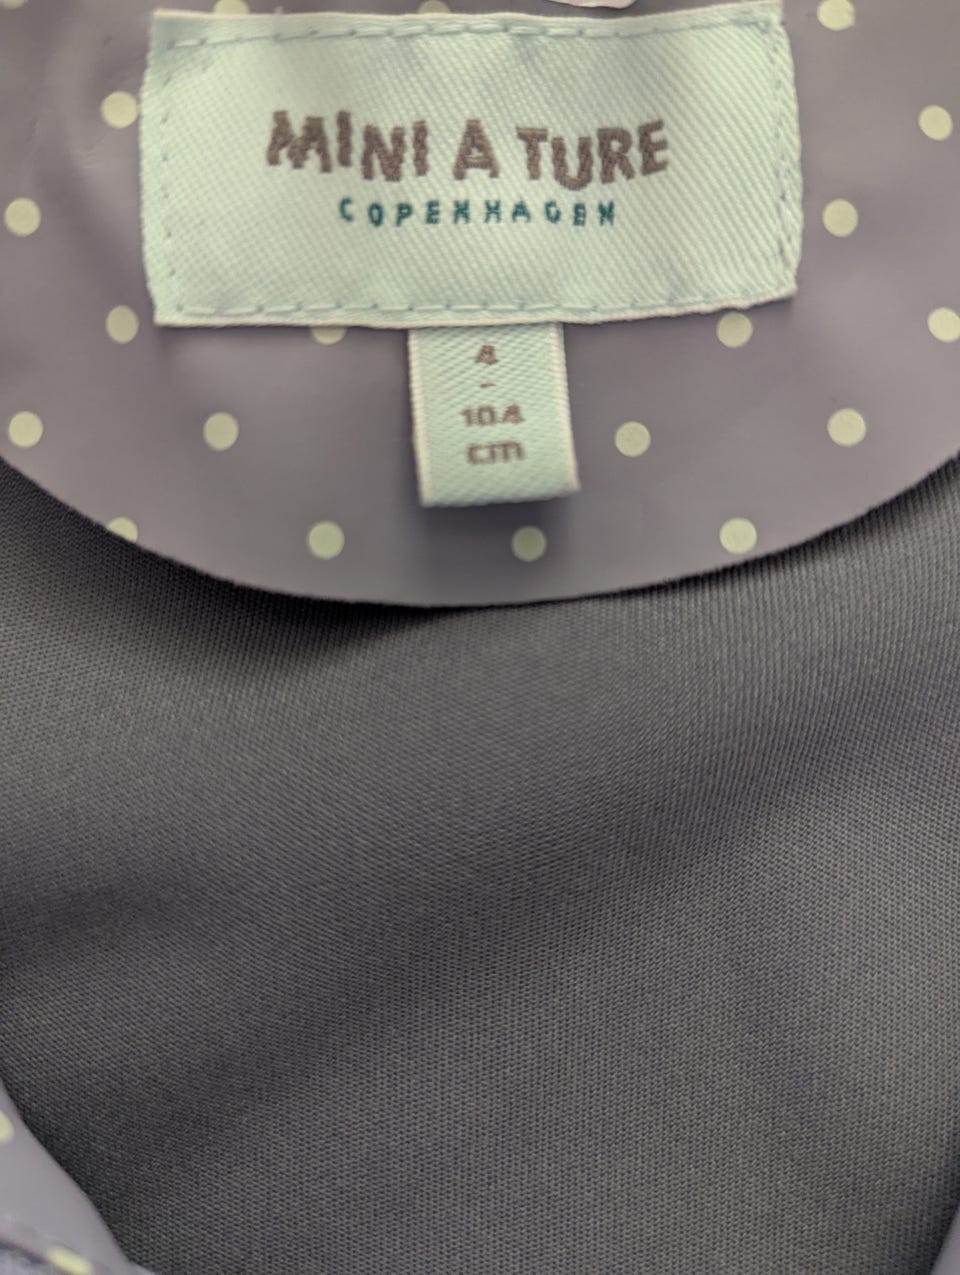 MINI A TURE
COPENHAGEN
4
-
104
cm